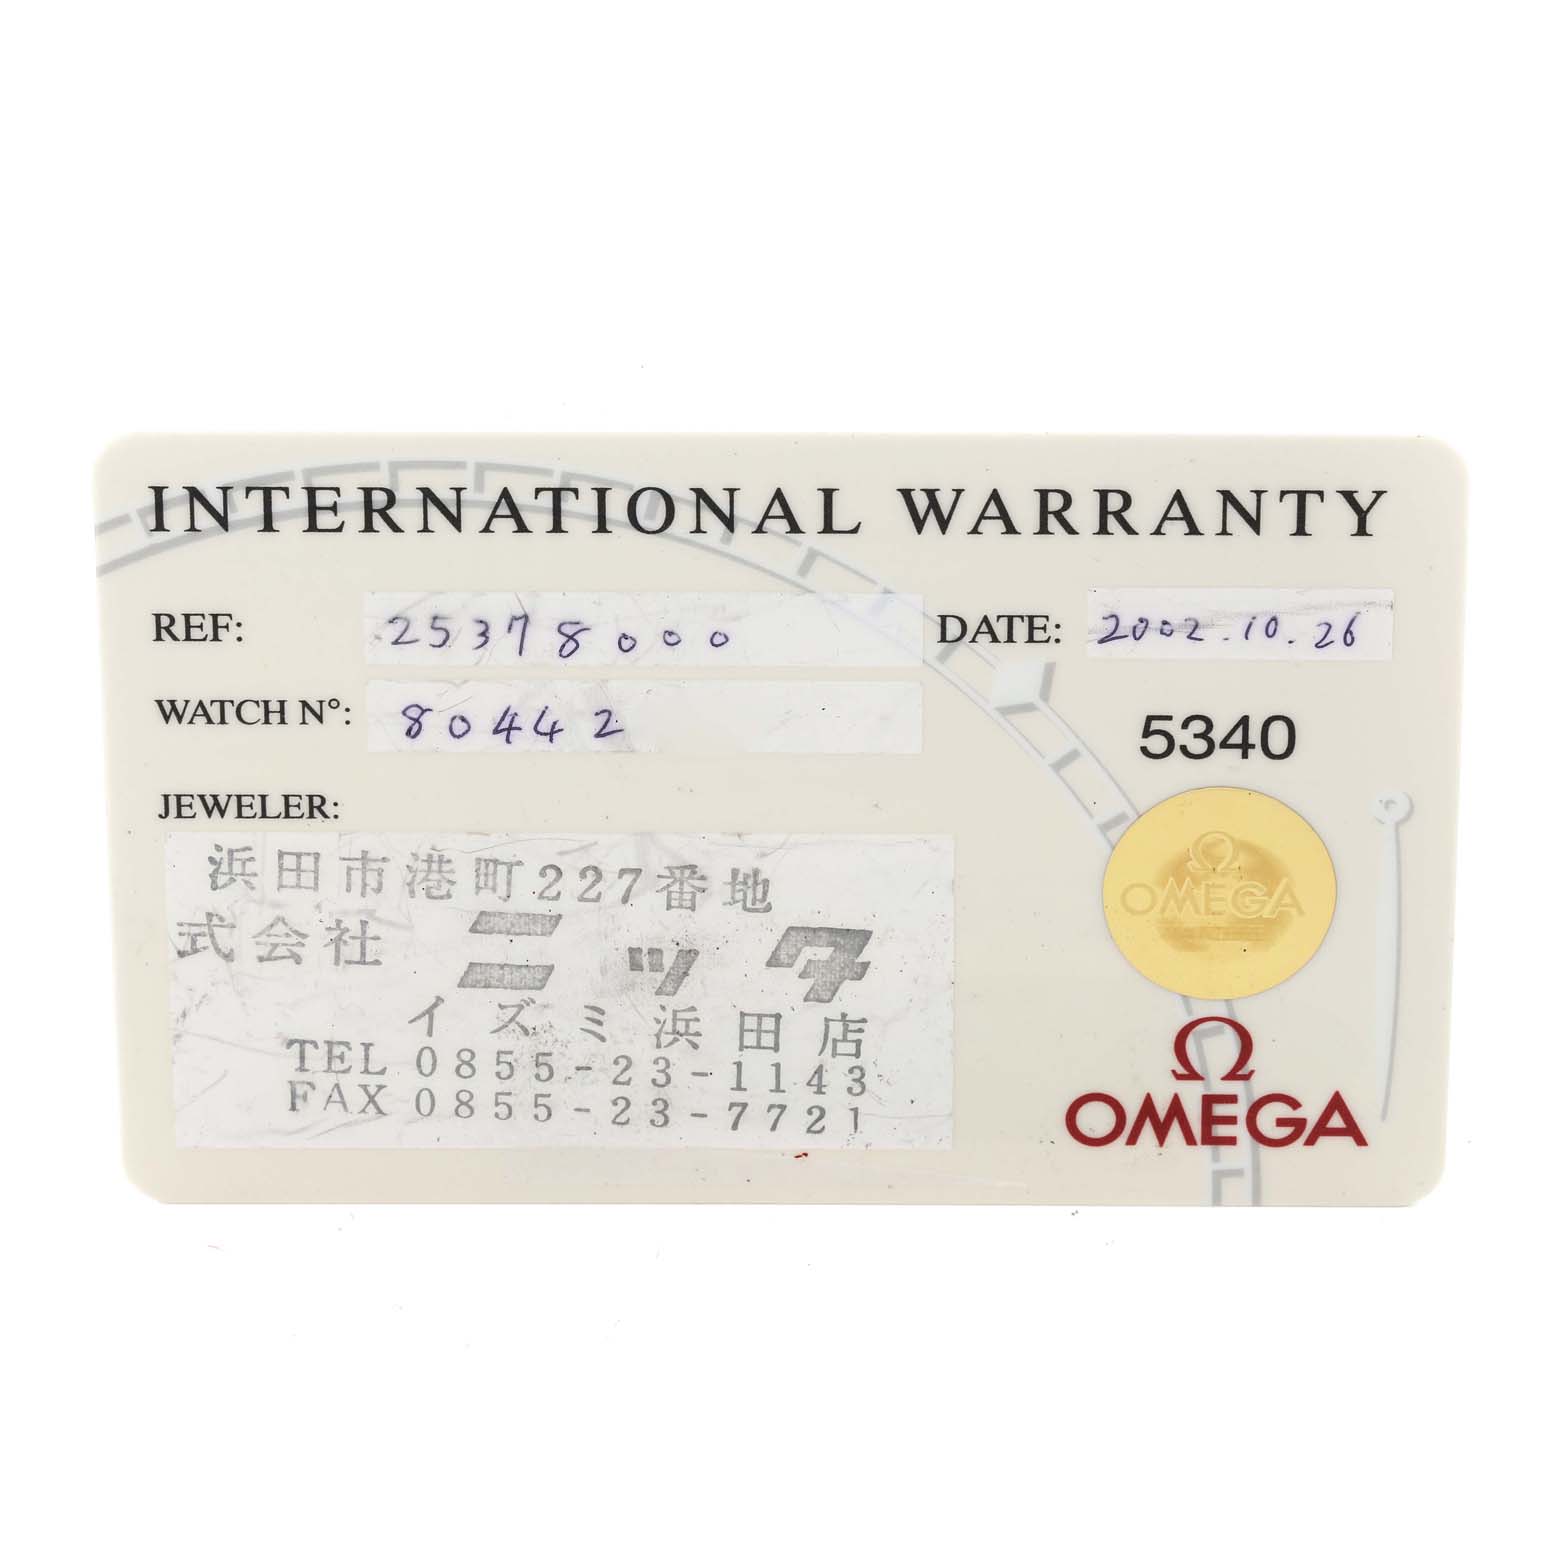 INTERNATIONAL WARRANTY
REF: 25378000 DATE: 2002.10.26
WATCH N°: 80442
5340
JEWELER:
浜田市港町227番地
式会社 ニッタ
イズミ浜田店
TEL 0855-23-1143
FAX 0855-23-7721
Ω
OMEGA
Ω
OMEGA